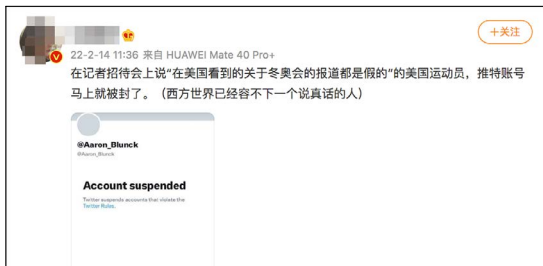 +关注
22-2-14 11:36 来自 HUAWEI Mate 40 Pro+
在记者招待会上说“在美国看到的关于冬奥会的报道都是假的”的美国运动员，推特账号
马上就被封了。（西方世界已经容不下一个说真话的人）
@Aaron_Blunck
@Aaron_Blunck
Account suspended
Twitter suspends accounts that violate the
Twitter Rules.